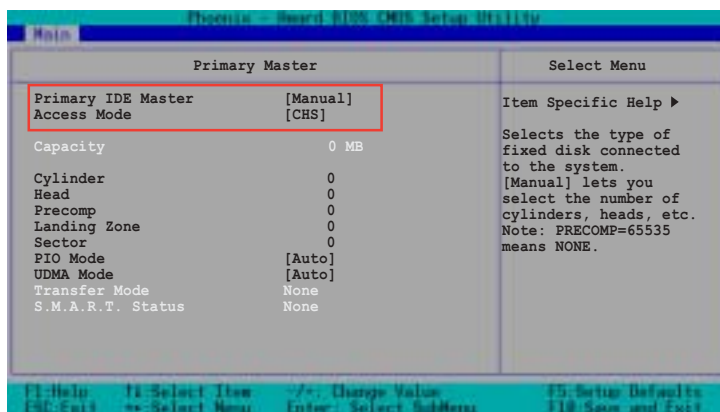 Phoenix - Award BIOS CMOS Setup Utility
Main
Primary Master
Select Menu
Primary IDE Master [Manual]
Access Mode [CHS]
Capacity 0 MB
Cylinder 0
Head 0
Precomp 0
Landing Zone 0
Sector 0
PIO Mode [Auto]
UDMA Mode [Auto]
Transfer Mode None
S.M.A.R.T. Status None
Item Specific Help ▶
Selects the type of
fixed disk connected
to the system.
[Manual] lets you
select the number of
cylinders, heads, etc.
Note: PRECOMP=65535
means NONE.
F1:Help ↑↓:Select Item -/+: Change Value F5:Setup Defaults
ESC:Exit ↔:Select Menu Enter: Select SubMenu F10:Save and Exit